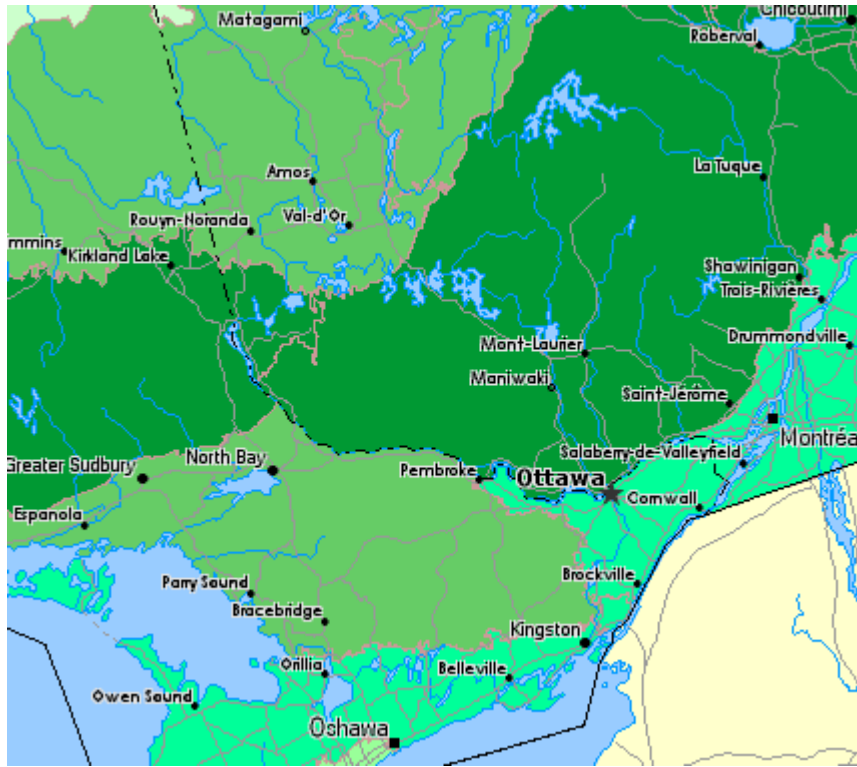 Chicoutimi
Matagami
Roberval
La Tuque
Amos
Rouyn-Noranda
Val-d'Or
mmins
Kirkland Lake
Shawinigan
Trois-Rivières
Drummondville
Mont-Laurier
Maniwaki
Saint-Jérôme
Montréa
Salaberry-de-Valleyfield
Greater Sudbury
North Bay
Pembroke
Ottawa
Cornwall
Espanola
Parry Sound
Brockville
Bracebridge
Kingston
Orillia
Belleville
Owen Sound
Oshawa